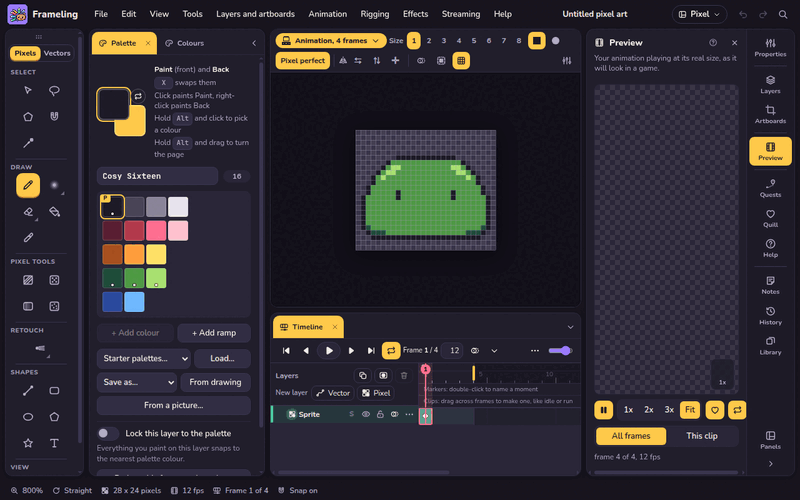 Frameling
File
Edit
View
Tools
Layers and artboards
Animation
Rigging
Effects
Streaming
Help
Untitled pixel art
Pixel
Share
Pixels
Vectors
SELECT
DRAW
PIXEL TOOLS
RETOUCH
SHAPES
VIEW
Palette
Colours
Paint (front) and Back
X swaps them
Click paints Paint, right-
click paints Back
Hold Alt and click to pick
a colour
Hold Alt and drag to turn
the page
Cosy Sixteen
16
P
+ Add colour
+ Add ramp
Starter palettes...
Load...
Save as...
From drawing
From a picture...
Lock this layer to the palette
Everything you paint on this layer snaps to
the nearest palette colour.
Animation, 4 frames
Size
1
2
3
4
5
6
7
8
Pixel perfect
Timeline
Frame 1 / 4
12
Layers
New layer
Vector
Pixel
Sprite
S
1
5
10
Markers: double-click to name a moment
Clips: drag across frames to make one, like idle or run
Preview
Your animation playing at its real size, as it
will look in a game.
1x
1x
2x
3x
Fit
All frames
This clip
frame 4 of 4, 12 fps
Properties
Layers
Artboards
Preview
Quests
Quill
Help
Notes
History
Library
Panels
800%
Straight
28 x 24 pixels
12 fps
Frame 1 of 4
Snap on